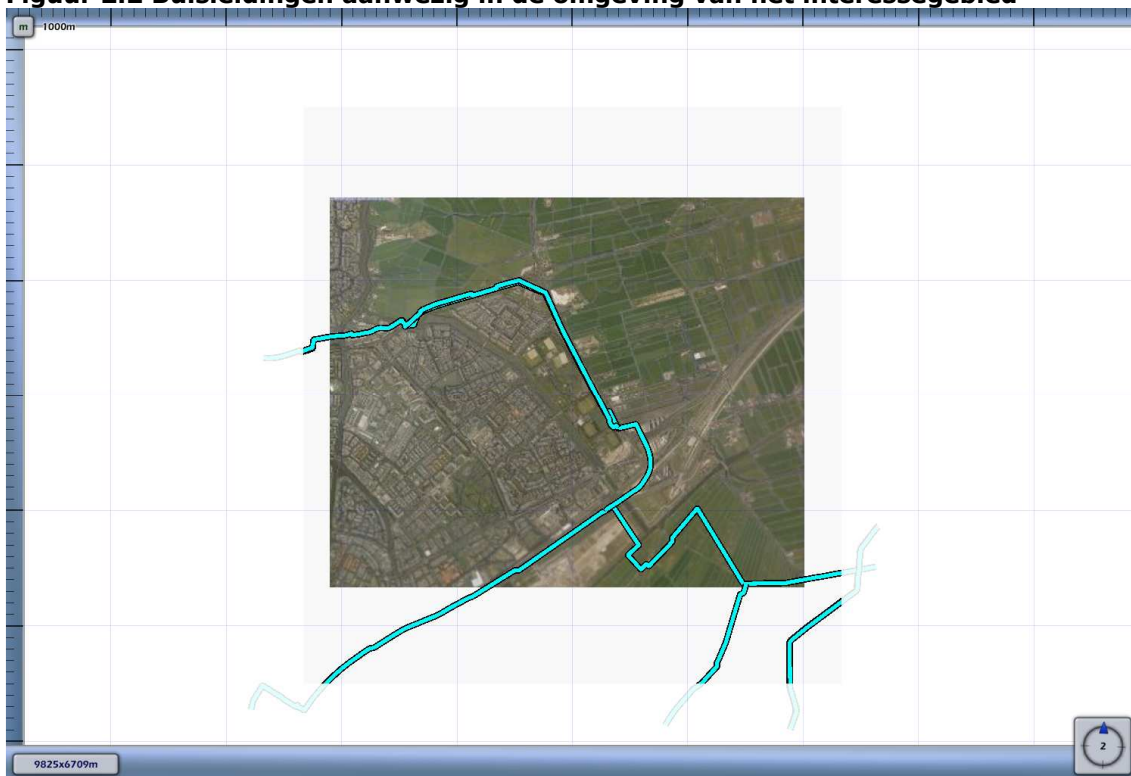 Figuur 2.2 Buisleidingen aanwezig in de omgeving van het interessegebied
m 1000m
2
9825x6709m